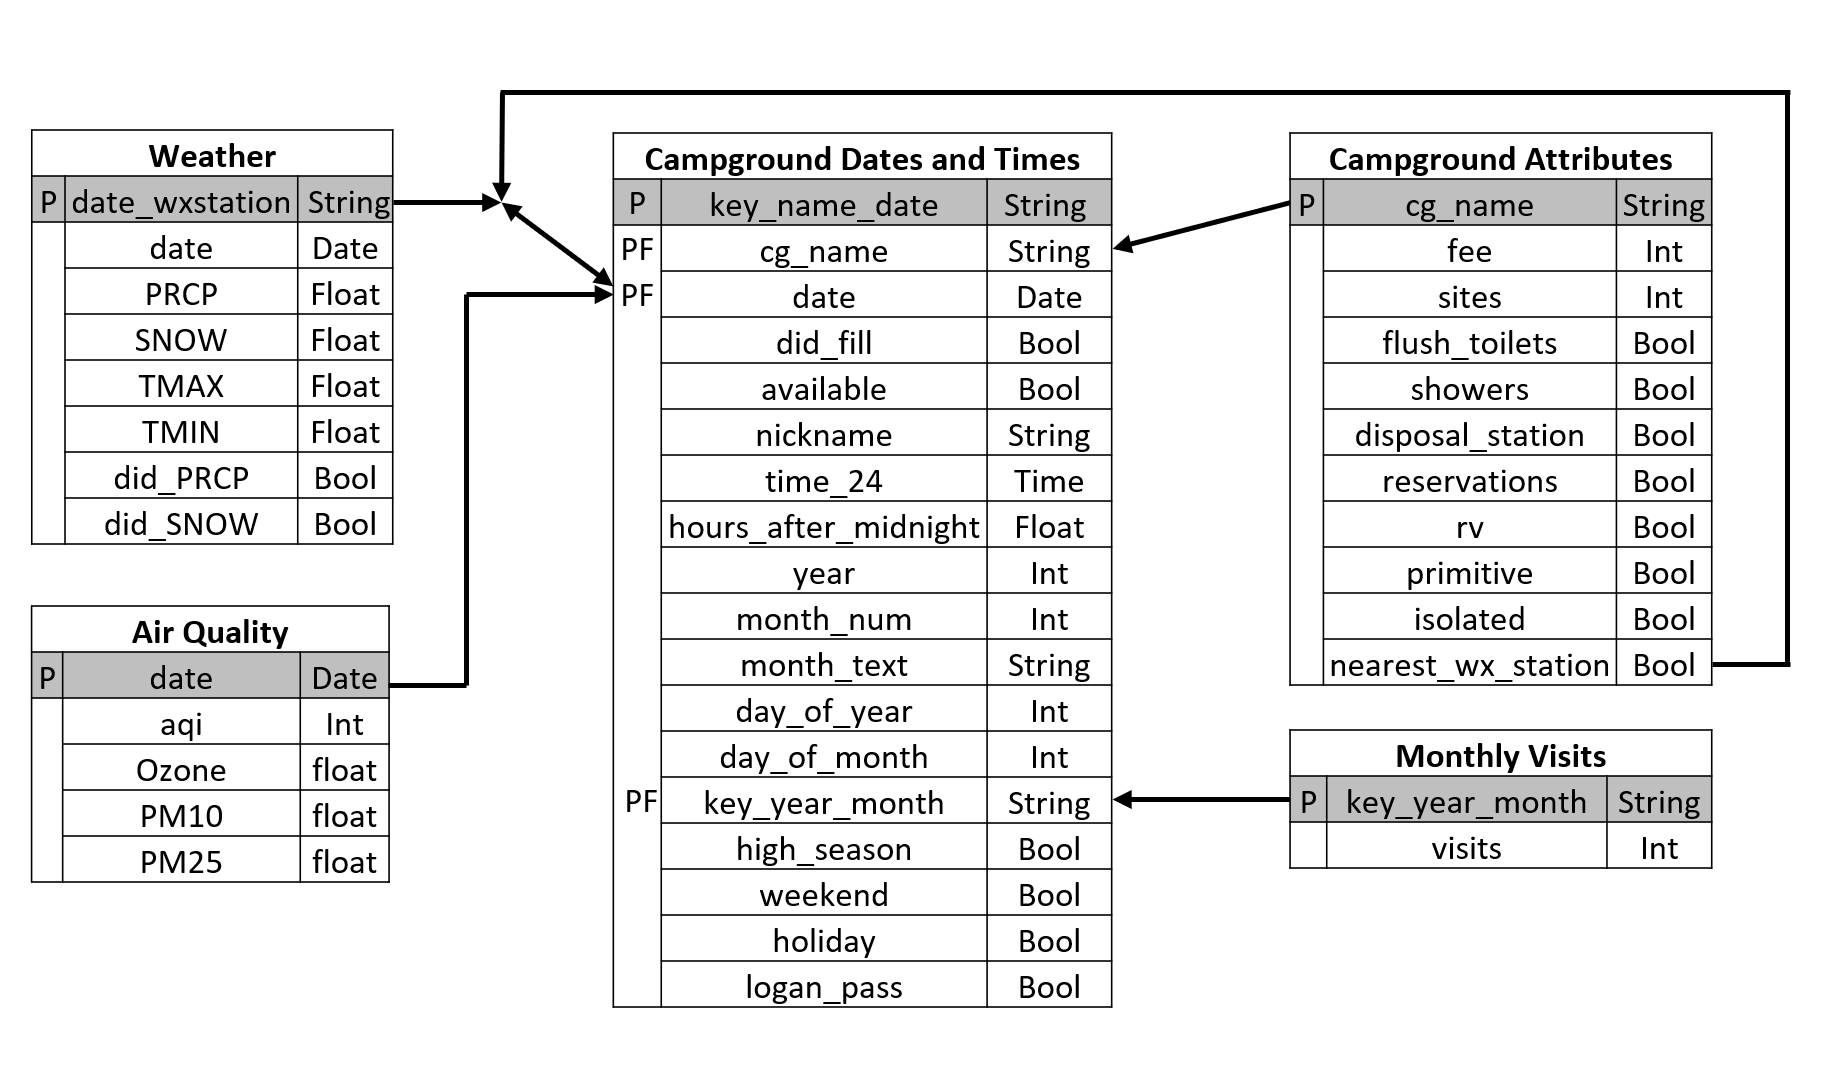 Weather
P date_wxstation String
date Date
PRCP Float
SNOW Float
TMAX Float
TMIN Float
did_PRCP Bool
did_SNOW Bool
Air Quality
P date Date
aqi Int
Ozone float
PM10 float
PM25 float
Campground Dates and Times
P key_name_date String
PF cg_name String
PF date Date
did_fill Bool
available Bool
nickname String
time_24 Time
hours_after_midnight Float
year Int
month_num Int
month_text String
day_of_year Int
day_of_month Int
PF key_year_month String
high_season Bool
weekend Bool
holiday Bool
logan_pass Bool
Campground Attributes
P cg_name String
fee Int
sites Int
flush_toilets Bool
showers Bool
disposal_station Bool
reservations Bool
rv Bool
primitive Bool
isolated Bool
nearest_wx_station Bool
Monthly Visits
P key_year_month String
visits Int